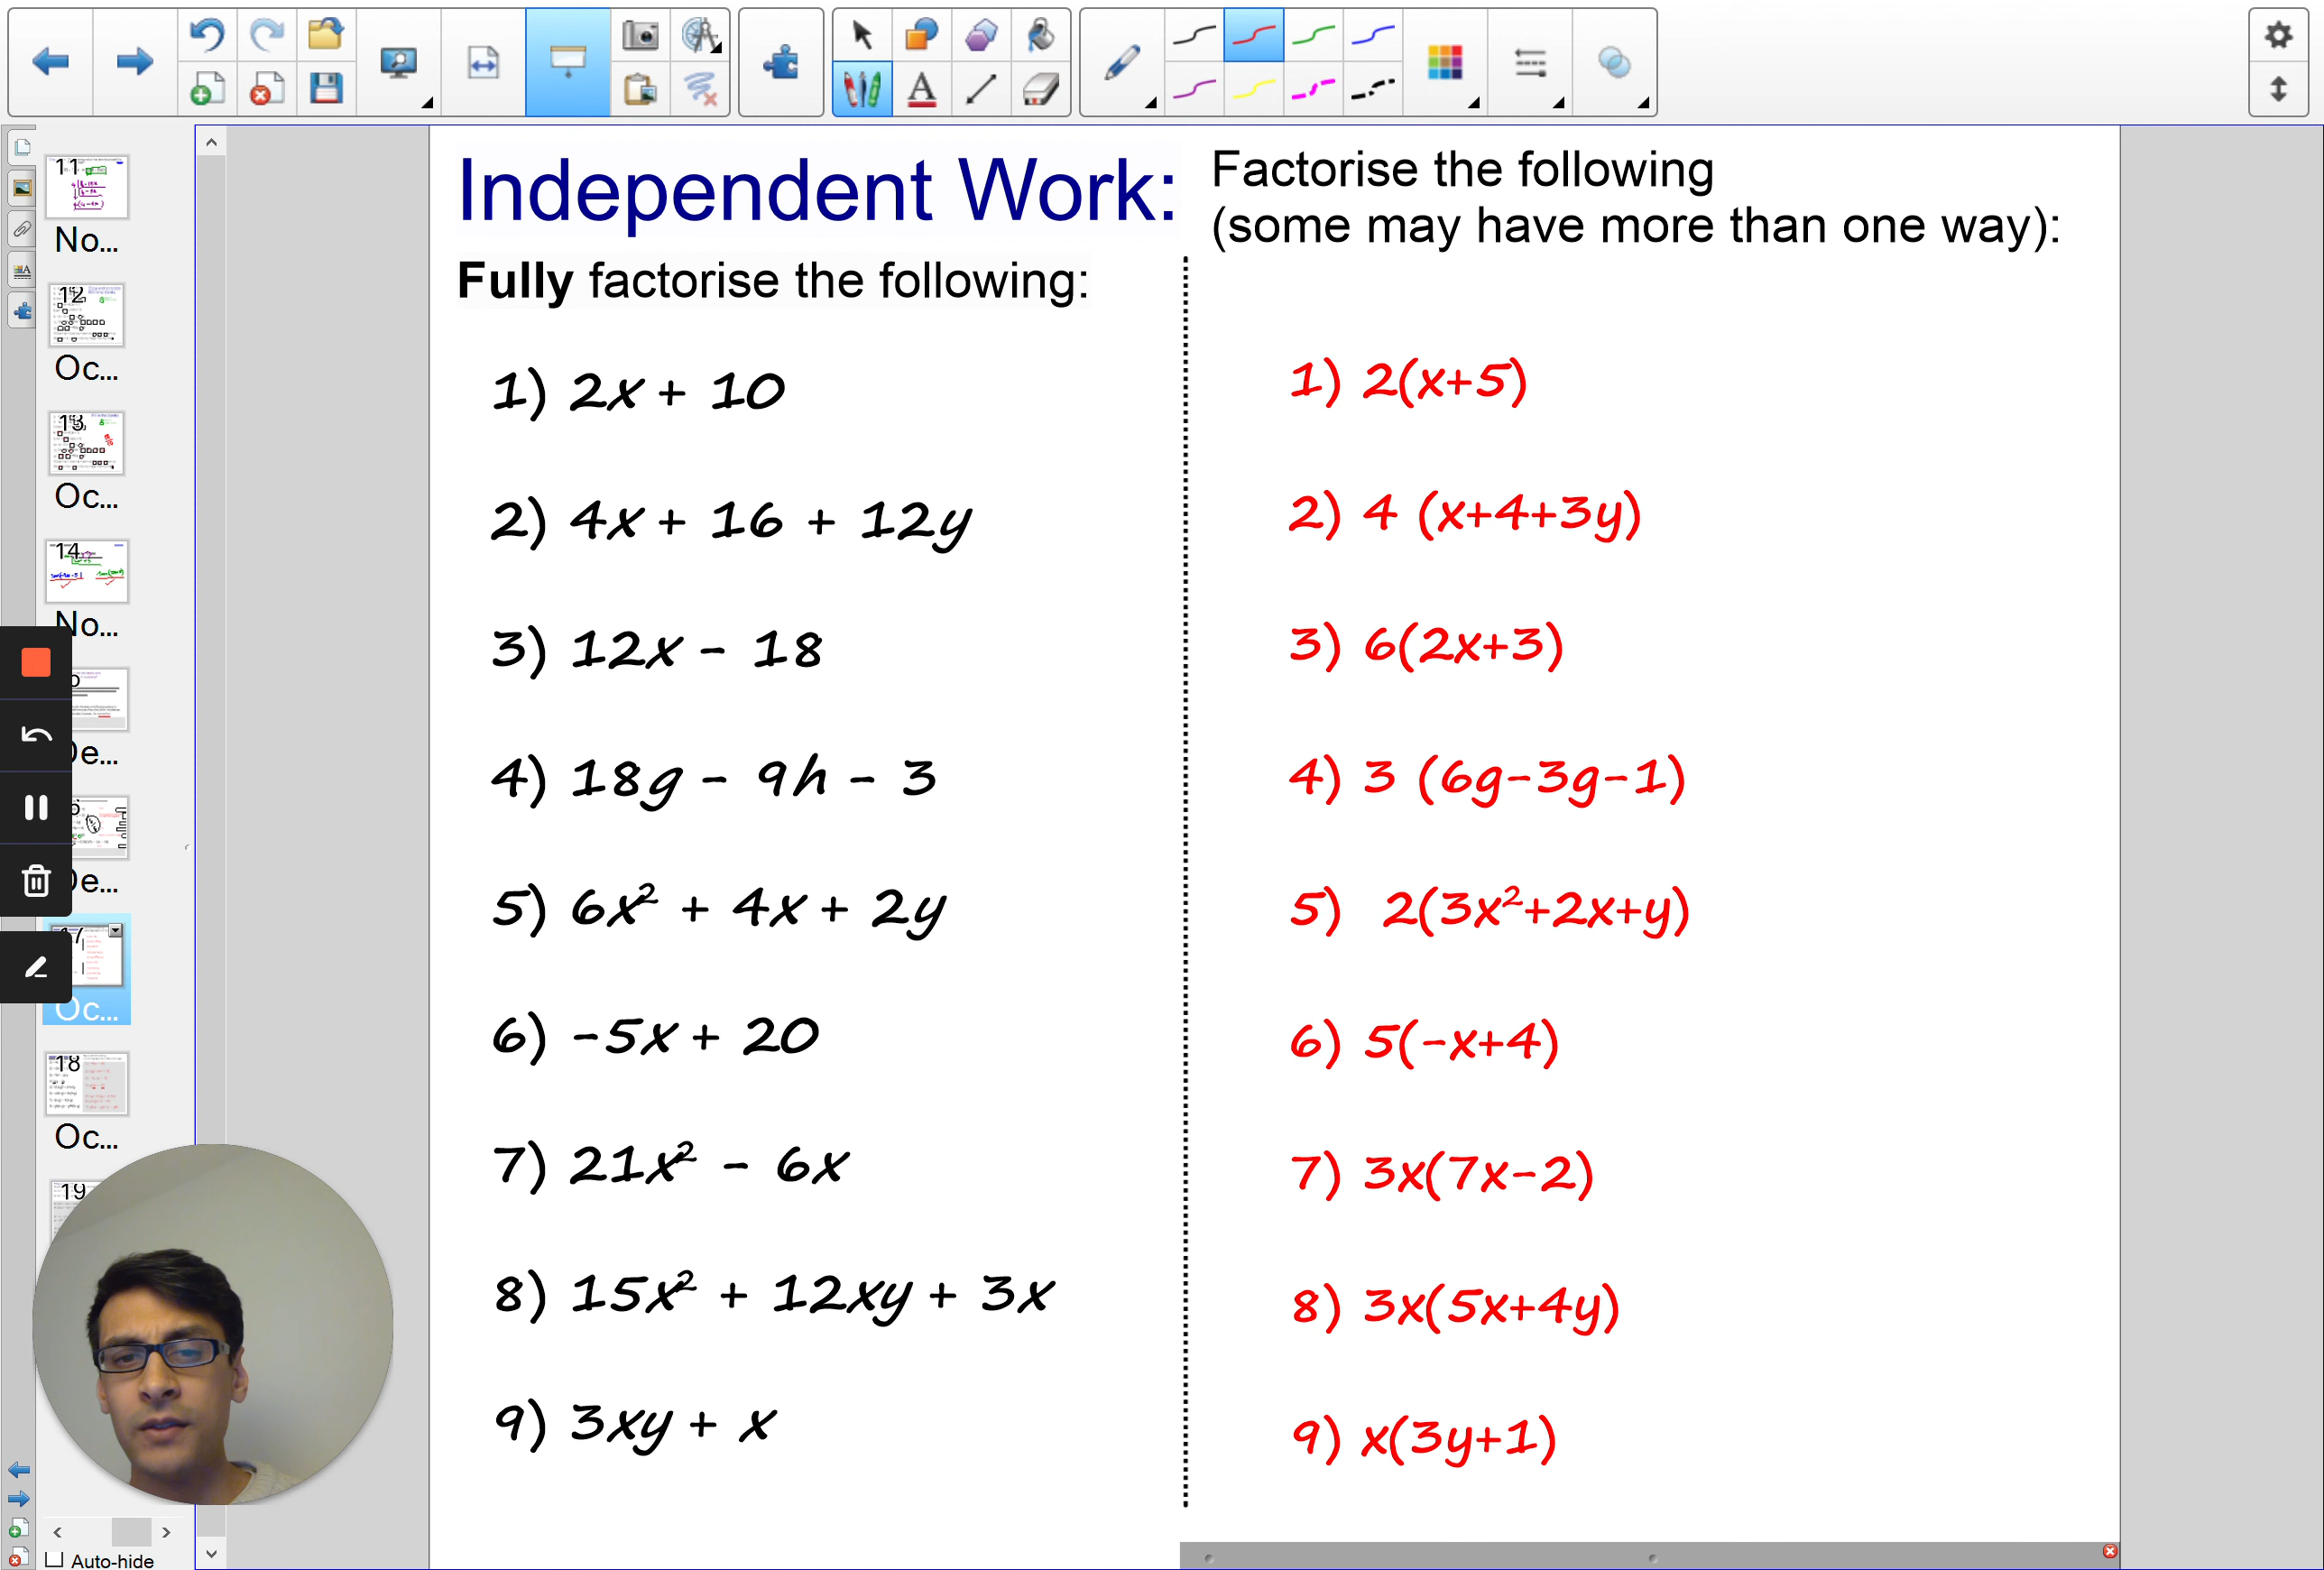 Independent Work:
Factorise the following
(some may have more than one way):
Fully factorise the following:
1) 2x + 10
2) 4x + 16 + 12y
3) 12x - 18
4) 18g - 9h - 3
5) 6x² + 4x + 2y
6) -5x + 20
7) 21x² - 6x
8) 15x² + 12xy + 3x
9) 3xy + x
1) 2(x+5)
2) 4 (x+4+3y)
3) 6(2x+3)
4) 3 (6g-3g-1)
5) 2(3x²+2x+y)
6) 5(-x+4)
7) 3x(7x-2)
8) 3x(5x+4y)
9) x(3y+1)
11
No...
12
Oc...
13
Oc...
14
No...
De...
De...
17
Oc...
18
Oc...
19
Auto-hide